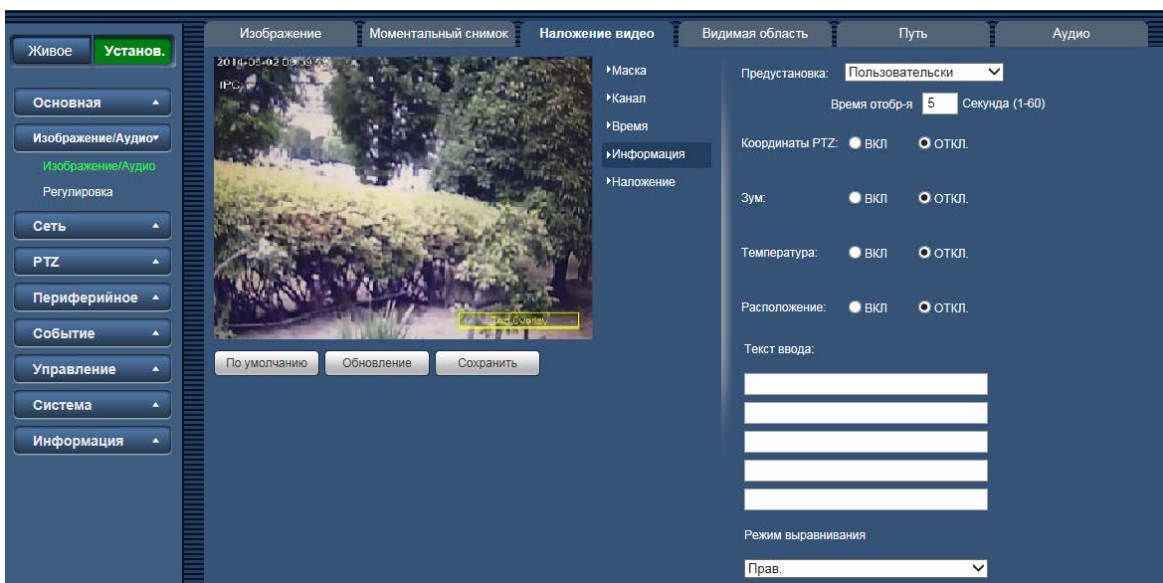 Живое
Установ.
Основная
Изображение/Аудио
Изображение/Аудио
Регулировка
Сеть
PTZ
Периферийное
Событие
Управление
Система
Информация
Изображение
Моментальный снимок
Наложение видео
Видимая область
Путь
Аудио
IPC
Маска
Канал
Время
Информация
Наложение
По умолчанию
Обновление
Сохранить
Предустановка: Пользовательски
Время отобр-я 5 Секунда (1-60)
Координаты PTZ: ВКЛ ОТКЛ.
Зум: ВКЛ ОТКЛ.
Температура: ВКЛ ОТКЛ.
Расположение: ВКЛ ОТКЛ.
Текст ввода:
Режим выравнивания
Прав.